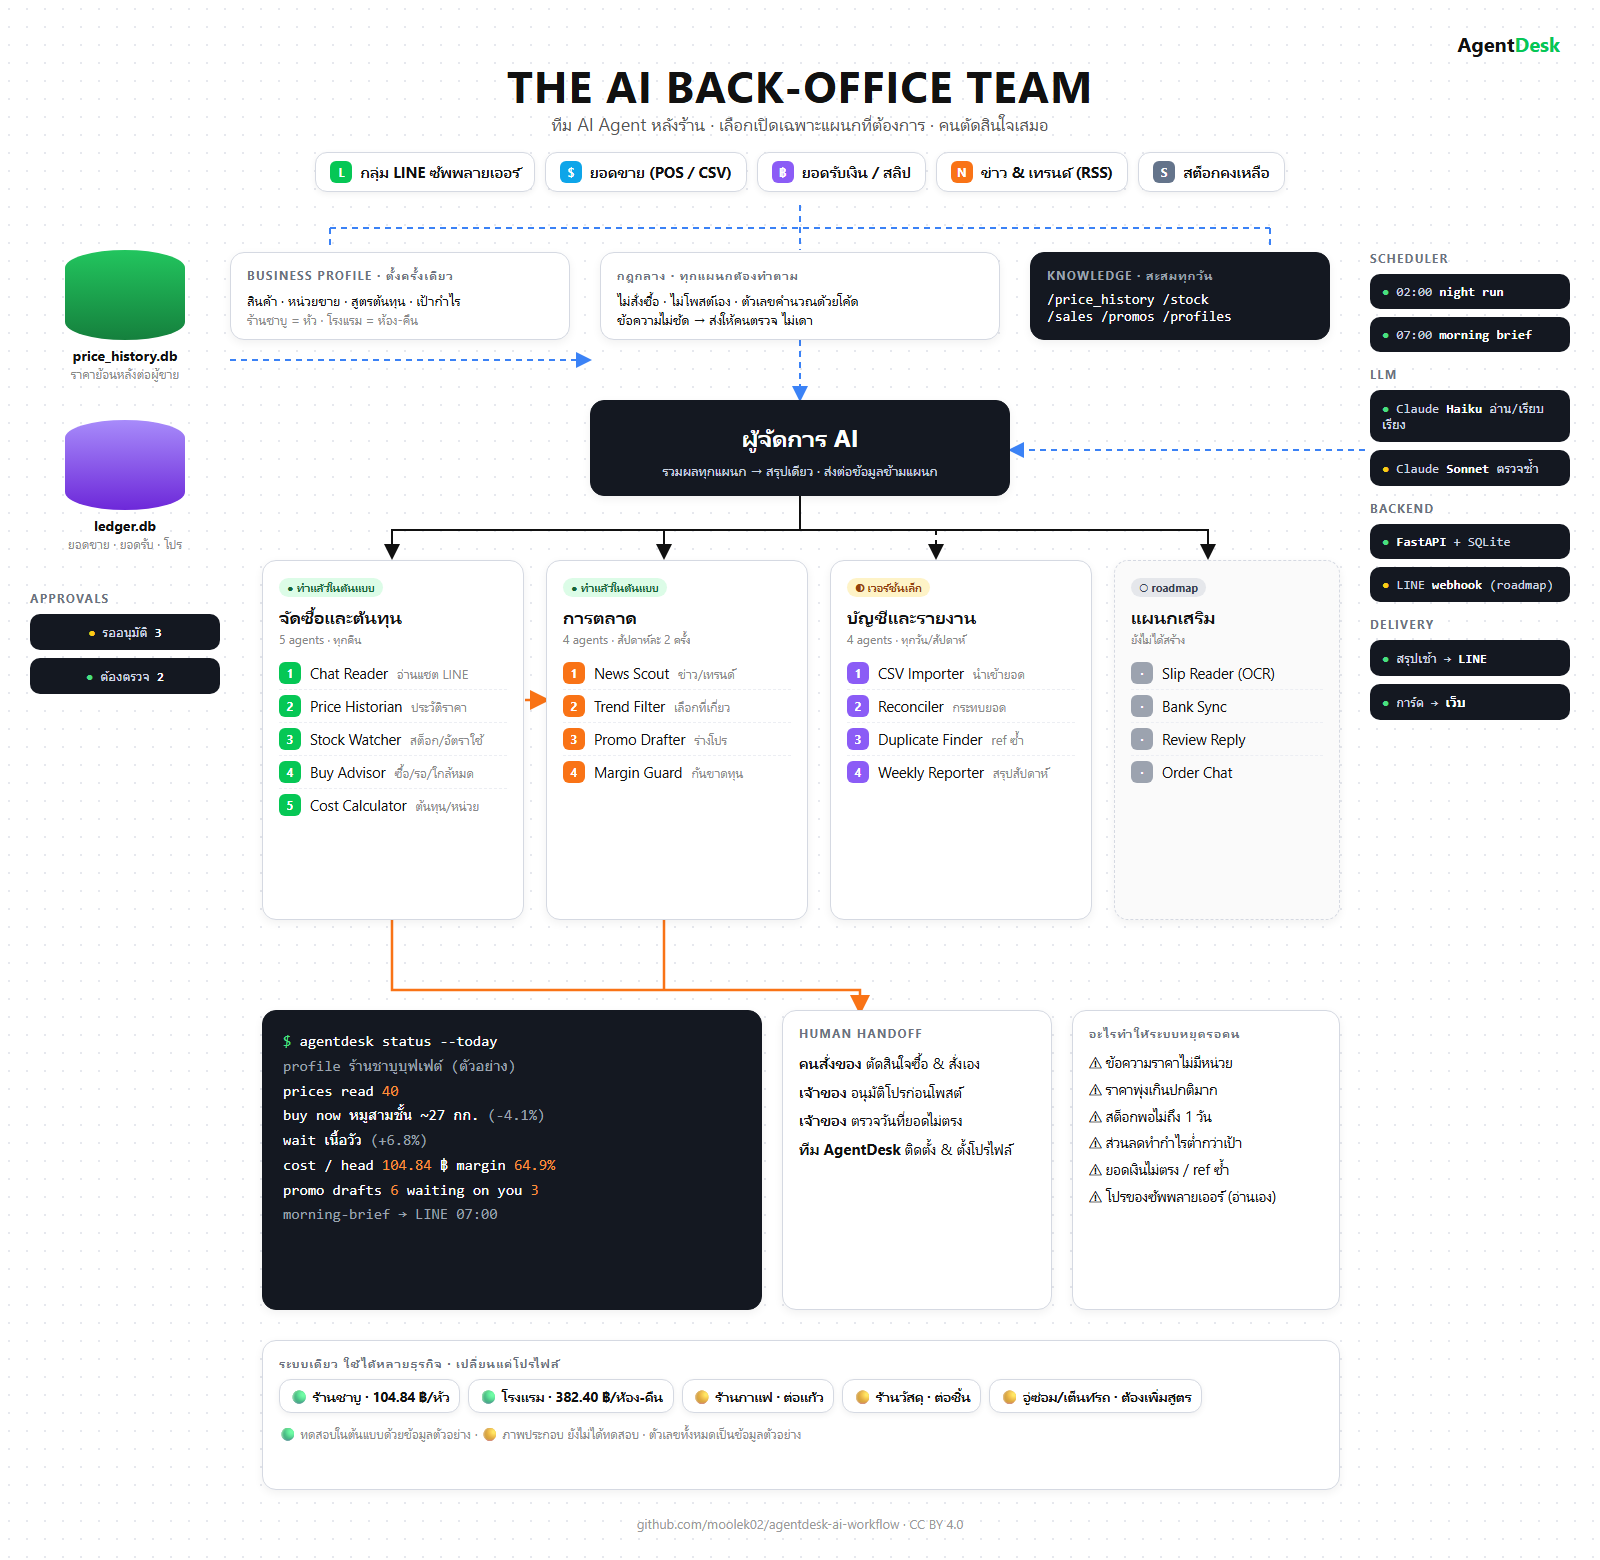 AgentDesk
THE AI BACK-OFFICE TEAM
ทีม AI Agent หลังร้าน · เลือกเปิดเฉพาะแผนกที่ต้องการ · คนตัดสินใจเสมอ
L กลุ่ม LINE ซัพพลายเออร์
$ ยอดขาย (POS / CSV)
฿ ยอดรับเงิน / สลิป
N ข่าว & เทรนด์ (RSS)
S สต็อกคงเหลือ
price_history.db
ราคาย้อนหลังต่อผู้ขาย
ledger.db
ยอดขาย · ยอดรับ · โปร
APPROVALS
● รออนุมัติ 3
● ต้องตรวจ 2
BUSINESS PROFILE · ตั้งครั้งเดียว
สินค้า · หน่วยขาย · สูตรต้นทุน · เป้ากำไร
ร้านชาบู = หัว · โรงแรม = ห้อง-คืน
กฎกลาง · ทุกแผนกต้องทำตาม
ไม่สั่งซื้อ · ไม่โพสต์เอง · ตัวเลขคำนวณด้วยโค้ด
ข้อความไม่ชัด → ส่งให้คนตรวจ ไม่เดา
KNOWLEDGE · สะสมทุกวัน
/price_history /stock
/sales /promos /profiles
SCHEDULER
● 02:00 night run
● 07:00 morning brief
LLM
● Claude Haiku อ่าน/เรียบ
เรียง
● Claude Sonnet ตรวจซ้ำ
BACKEND
● FastAPI + SQLite
● LINE webhook (roadmap)
DELIVERY
● สรุปเช้า → LINE
● การ์ด → เว็บ
ผู้จัดการ AI
รวมผลทุกแผนก → สรุปเดียว · ส่งต่อข้อมูลข้ามแผนก
● ทำแล้วในต้นแบบ
จัดซื้อและต้นทุน
5 agents · ทุกคืน
1 Chat Reader อ่านแชต LINE
2 Price Historian ประวัติราคา
3 Stock Watcher สต็อก/อัตราใช้
4 Buy Advisor ซื้อ/รอ/ใกล้หมด
5 Cost Calculator ต้นทุน/หน่วย
● ทำแล้วในต้นแบบ
การตลาด
4 agents · สัปดาห์ละ 2 ครั้ง
1 News Scout ข่าว/เทรนด์
2 Trend Filter เลือกที่เกี่ยว
3 Promo Drafter ร่างโปร
4 Margin Guard กันขาดทุน
◐ เวอร์ชันเล็ก
บัญชีและรายงาน
4 agents · ทุกวัน/สัปดาห์
1 CSV Importer นำเข้ายอด
2 Reconciler กระทบยอด
3 Duplicate Finder ref ซ้ำ
4 Weekly Reporter สรุปสัปดาห์
○ roadmap
แผนกเสริม
ยังไม่ได้สร้าง
· Slip Reader (OCR)
· Bank Sync
· Review Reply
· Order Chat
$ agentdesk status --today
profile ร้านชาบูบุฟเฟต์ (ตัวอย่าง)
prices read 40
buy now หมูสามชั้น ~27 กก. (-4.1%)
wait เนื้อวัว (+6.8%)
cost / head 104.84 ฿ margin 64.9%
promo drafts 6 waiting on you 3
morning-brief → LINE 07:00
HUMAN HANDOFF
คนสั่งของ ตัดสินใจซื้อ & สั่งเอง
เจ้าของ อนุมัติโปรก่อนโพสต์
เจ้าของ ตรวจวันที่ยอดไม่ตรง
ทีม AgentDesk ติดตั้ง & ตั้งโปรไฟล์
อะไรทำให้ระบบหยุดรอคน
⚠ ข้อความราคาไม่มีหน่วย
⚠ ราคาพุ่งเกินปกติมาก
⚠ สต็อกพอไม่ถึง 1 วัน
⚠ ส่วนลดทำกำไรต่ำกว่าเป้า
⚠ ยอดเงินไม่ตรง / ref ซ้ำ
⚠ โปรของซัพพลายเออร์ (อ่านเอง)
ระบบเดียว ใช้ได้หลายธุรกิจ · เปลี่ยนแค่โปรไฟล์
ร้านชาบู · 104.84 ฿/หัว
โรงแรม · 382.40 ฿/ห้อง-คืน
ร้านกาแฟ · ต่อแก้ว
ร้านวัสดุ · ต่อชิ้น
อู่ซ่อม/เต็นท์รถ · ต้องเพิ่มสูตร
ทดสอบในต้นแบบด้วยข้อมูลตัวอย่าง · ภาพประกอบ ยังไม่ได้ทดสอบ · ตัวเลขทั้งหมดเป็นข้อมูลตัวอย่าง
github.com/moolek02/agentdesk-ai-workflow · CC BY 4.0